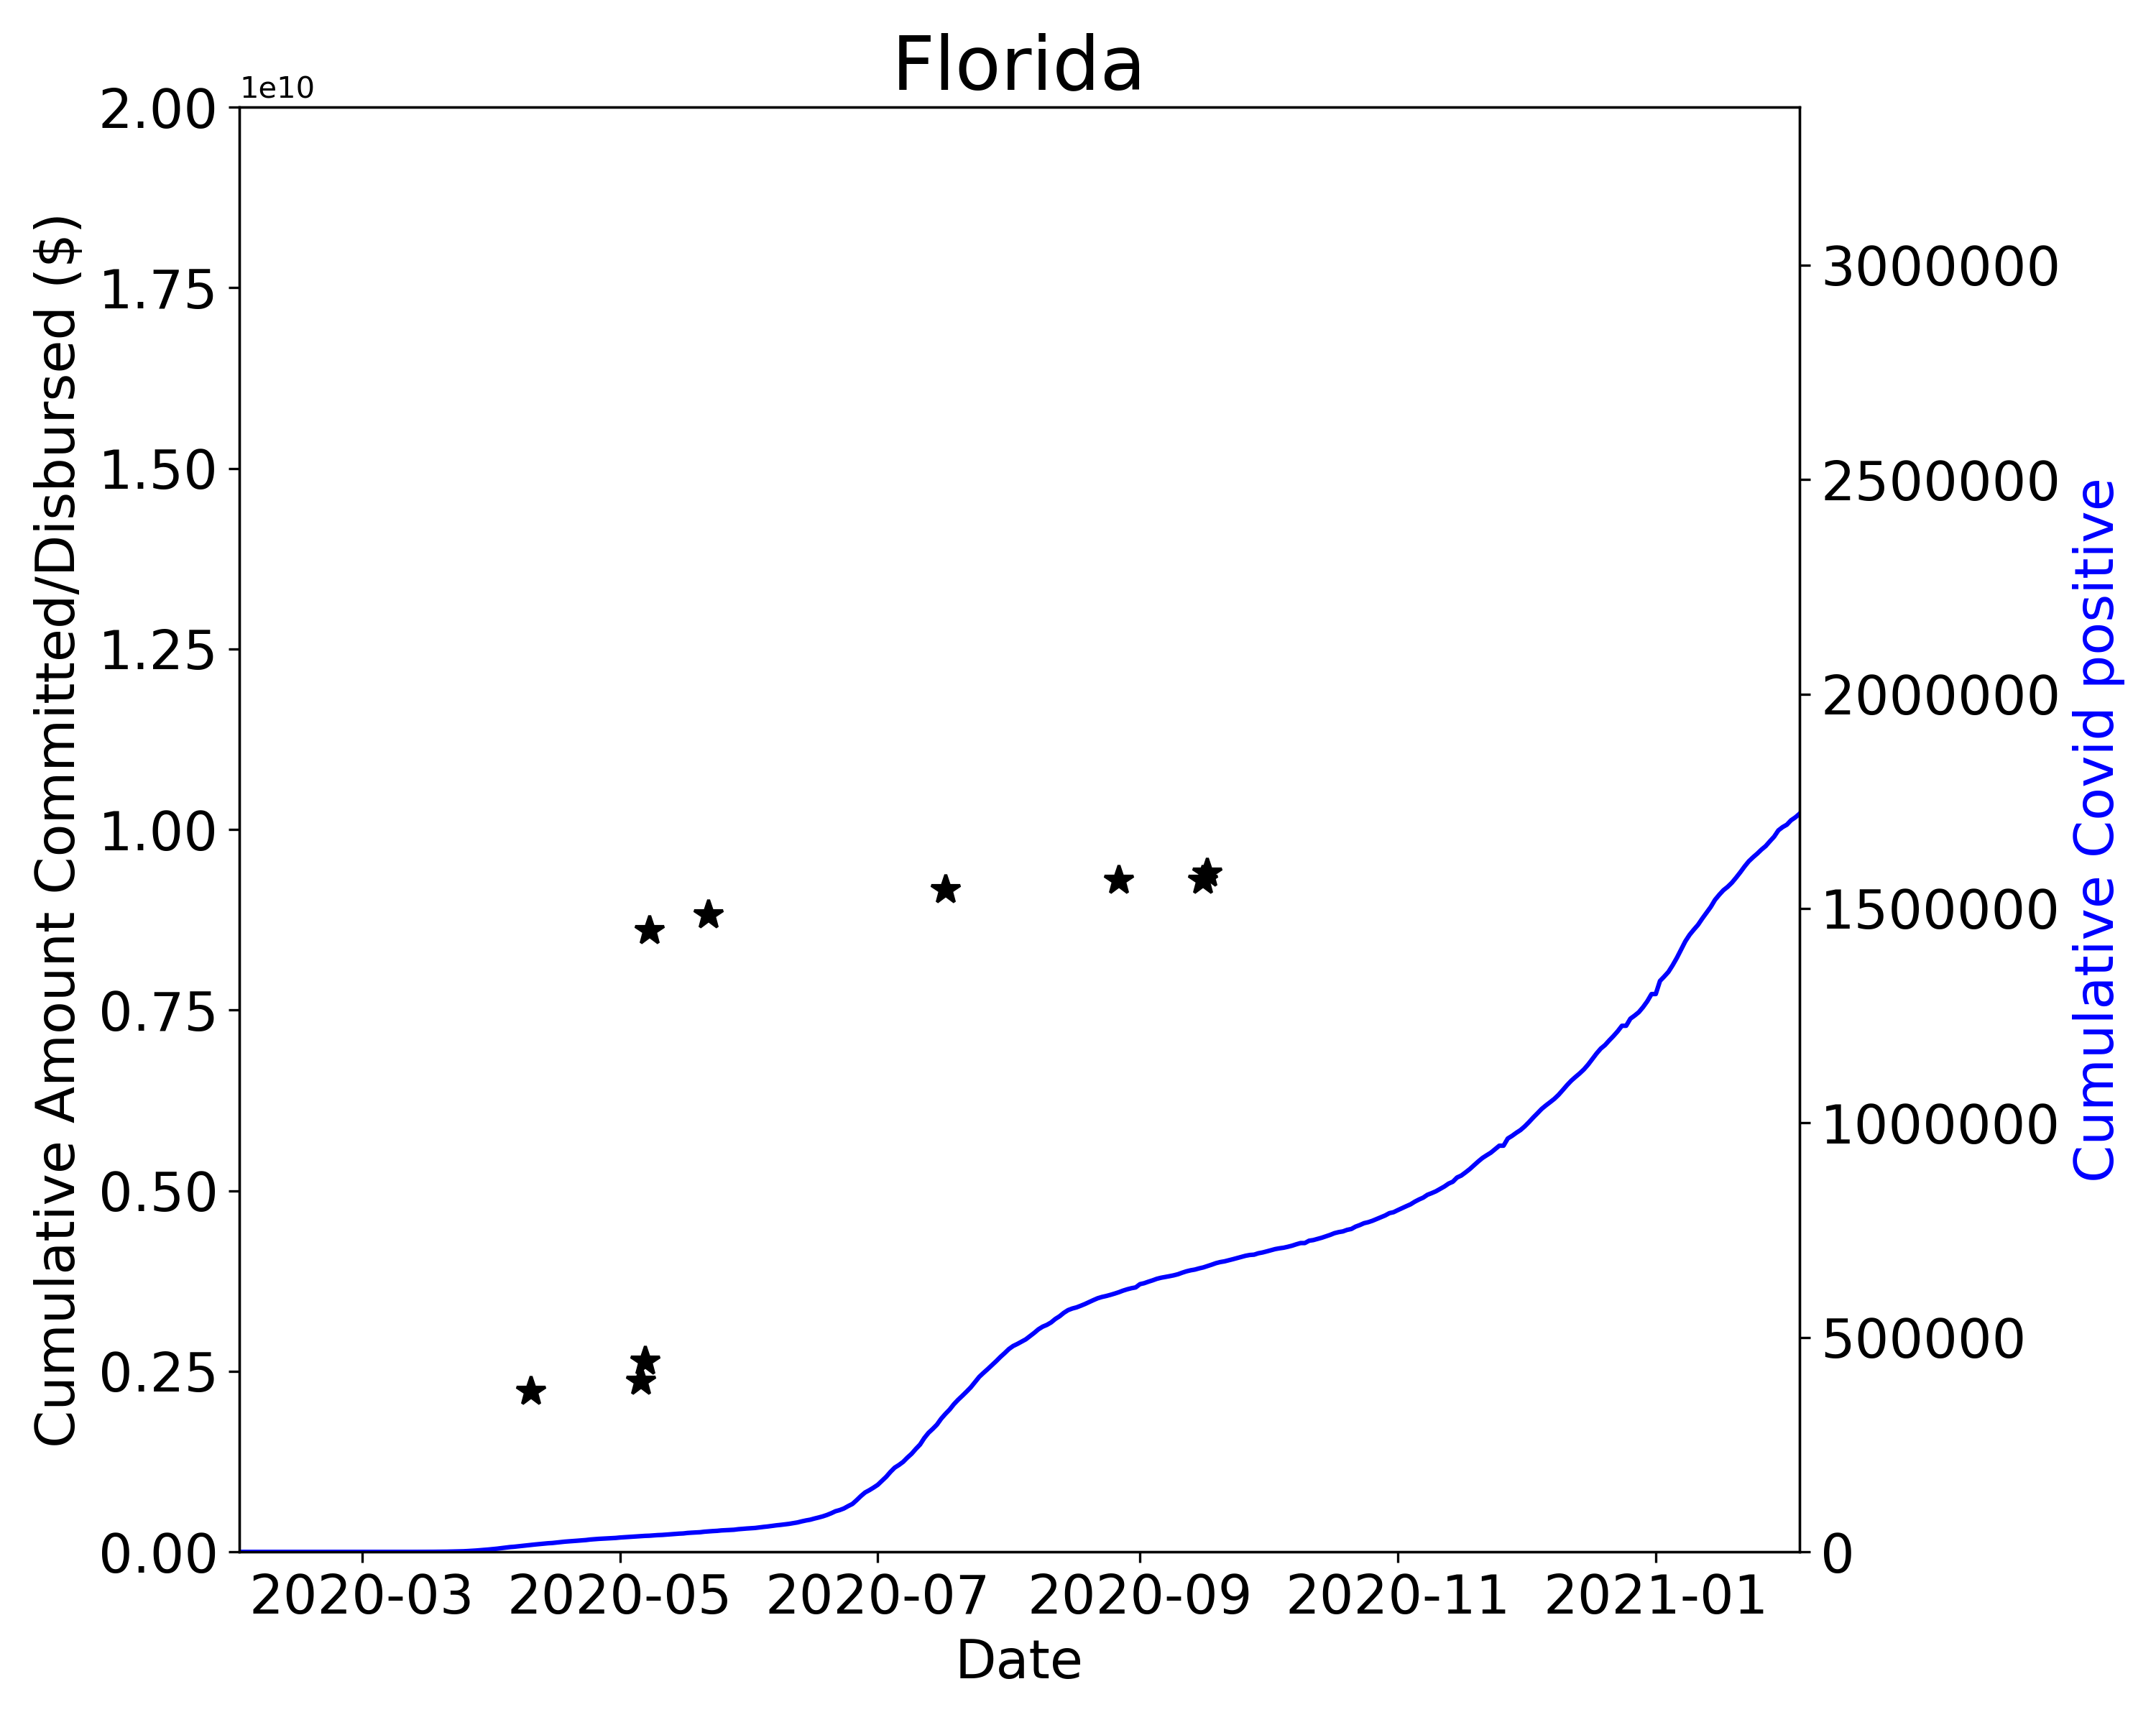 Florida
1e10
2.00
1.75
1.50
1.25
1.00
0.75
0.50
0.25
0.00
Cumulative Amount Committed/Disbursed ($)
3000000
2500000
2000000
1500000
1000000
500000
0
Cumulative Covid positive
2020-03 2020-05 2020-07 2020-09 2020-11 2021-01
Date